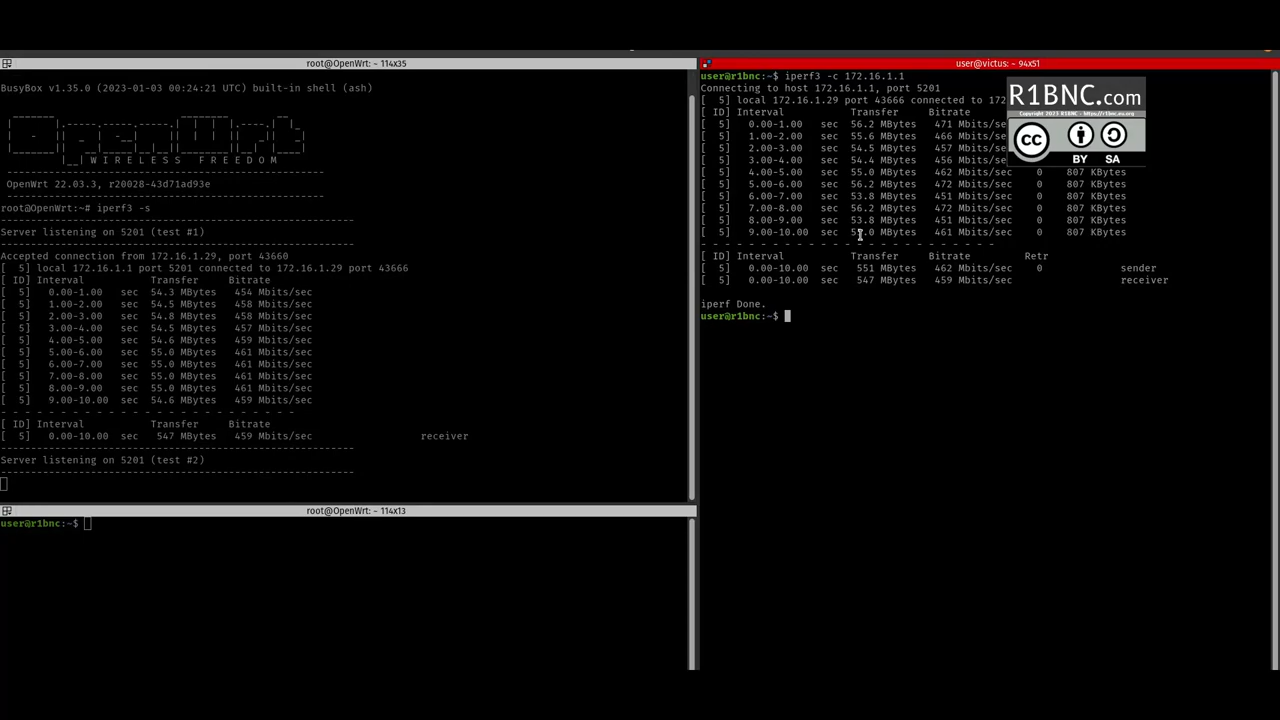 root@OpenWrt: ~ 114x35
BusyBox v1.35.0 (2023-01-03 00:24:21 UTC) built-in shell (ash)
OpenWrt
W I R E L E S S   F R E E D O M
-----------------------------------------------------
OpenWrt 22.03.3, r20028-43d71ad93e
-----------------------------------------------------
root@OpenWrt:~# iperf3 -s
-----------------------------------------------------------
Server listening on 5201 (test #1)
-----------------------------------------------------------
Accepted connection from 172.16.1.29, port 43660
[  5] local 172.16.1.1 port 5201 connected to 172.16.1.29 port 43666
[ ID] Interval           Transfer     Bitrate
[  5]   0.00-1.00   sec  54.3 MBytes   454 Mbits/sec
[  5]   1.00-2.00   sec  54.5 MBytes   458 Mbits/sec
[  5]   2.00-3.00   sec  54.8 MBytes   459 Mbits/sec
[  5]   3.00-4.00   sec  54.5 MBytes   457 Mbits/sec
[  5]   4.00-5.00   sec  54.6 MBytes   459 Mbits/sec
[  5]   5.00-6.00   sec  55.0 MBytes   461 Mbits/sec
[  5]   6.00-7.00   sec  55.0 MBytes   461 Mbits/sec
[  5]   7.00-8.00   sec  55.0 MBytes   461 Mbits/sec
[  5]   8.00-9.00   sec  55.0 MBytes   461 Mbits/sec
[  5]   9.00-10.00  sec  54.6 MBytes   459 Mbits/sec
- - - - - - - - - - - - - - - - - - - - - - - - -
[ ID] Interval           Transfer     Bitrate
[  5]   0.00-10.00  sec   547 MBytes   459 Mbits/sec                  receiver
-----------------------------------------------------------
Server listening on 5201 (test #2)
-----------------------------------------------------------
root@OpenWrt: ~ 114x13
user@r1bnc:~$
user@victus: ~ 94x51
user@r1bnc:~$ iperf3 -c 172.16.1.1
Connecting to host 172.16.1.1, port 5201
[  5] local 172.16.1.29 port 43666 connected to 172
[ ID] Interval           Transfer     Bitrate
[  5]   0.00-1.00   sec  56.2 MBytes   471 Mbits/se
[  5]   1.00-2.00   sec  55.6 MBytes   466 Mbits/se
[  5]   2.00-3.00   sec  54.5 MBytes   457 Mbits/se
[  5]   3.00-4.00   sec  54.4 MBytes   456 Mbits/se
[  5]   4.00-5.00   sec  55.0 MBytes   462 Mbits/sec    0    807 KBytes
[  5]   5.00-6.00   sec  56.2 MBytes   472 Mbits/sec    0    807 KBytes
[  5]   6.00-7.00   sec  53.8 MBytes   451 Mbits/sec    0    807 KBytes
[  5]   7.00-8.00   sec  56.2 MBytes   472 Mbits/sec    0    807 KBytes
[  5]   8.00-9.00   sec  53.8 MBytes   451 Mbits/sec    0    807 KBytes
[  5]   9.00-10.00  sec  MBytes   461 Mbits/sec    0    807 KBytes
- - - - - - - - - - - - - - - - - - - - - - - - -
[ ID] Interval           Transfer     Bitrate         Retr
[  5]   0.00-10.00  sec   551 MBytes   462 Mbits/sec    0             sender
[  5]   0.00-10.00  sec   547 MBytes   459 Mbits/sec                  receiver
iperf Done.
user@r1bnc:~$
R1BNC.com
Copyright 2023 R1BNC - https://r1bnc.eu.org
CC BY SA